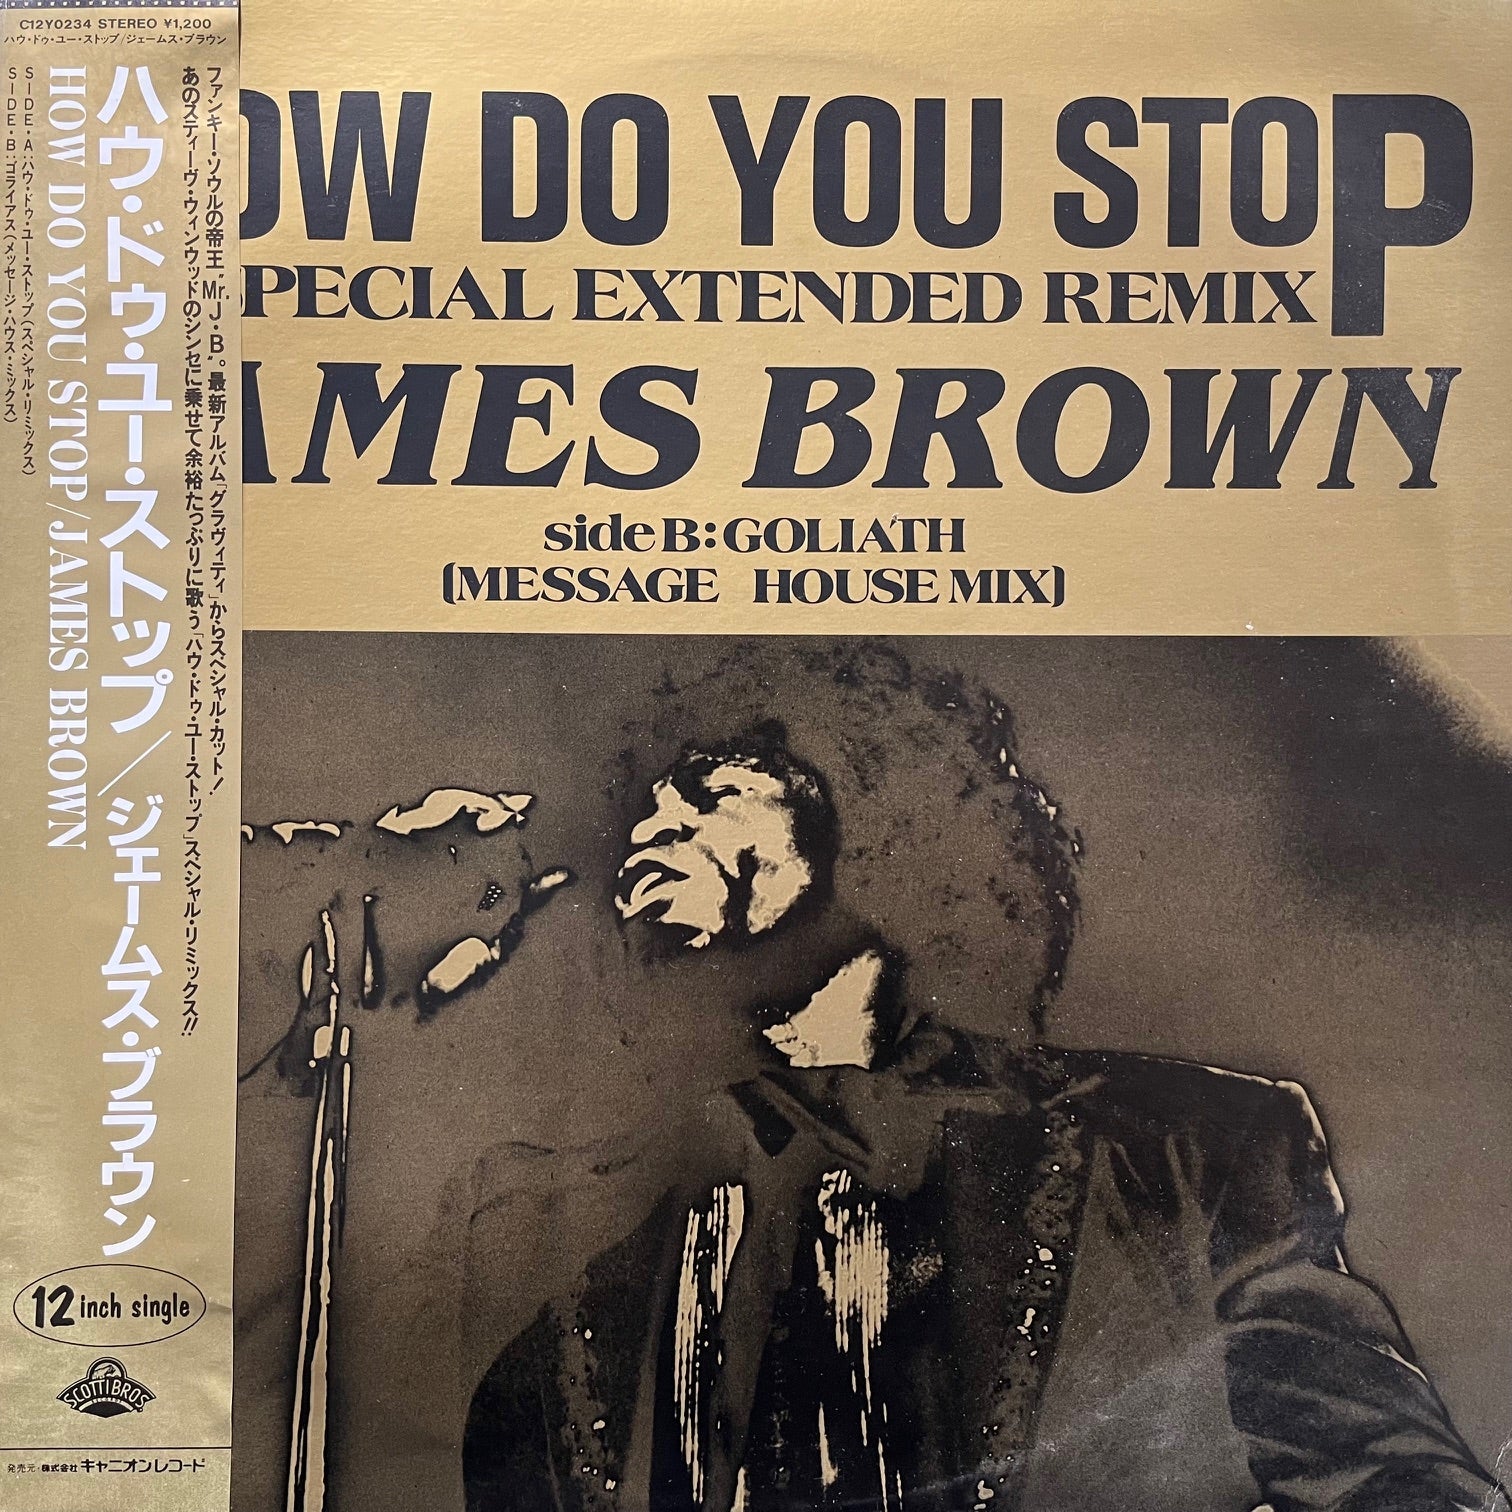 C12Y0234 STEREO ¥1,200
ハウ・ドゥ・ユー・ストップ/ジェームス・ブラウン
ファンキー・ソウルの帝王“Mr. J・B”。最新アルバム「グラヴィティ」からスペシャル・カット!
あのスティーヴ・ウィンウッドのシンセに乗せて余裕たっぷりに歌う「ハウ・ドゥ・ユー・ストップ」スペシャル・リミックス!!
ハウ・ドゥ・ユー・ストップ/ジェームス・ブラウン
HOW DO YOU STOP/JAMES BROWN
SIDE・A:ハウ・ドゥ・ユー・ストップ(スペシャル・リミックス)
SIDE・B:ゴライアス(メッセージ・ハウス・ミックス)
12 inch single
SCOTTI BROS.
RECORDS
発売元・株式会社キャニオンレコード
OW DO YOU STOP
SPECIAL EXTENDED REMIX
AMES BROWN
side B: GOLIATH
(MESSAGE HOUSE MIX)